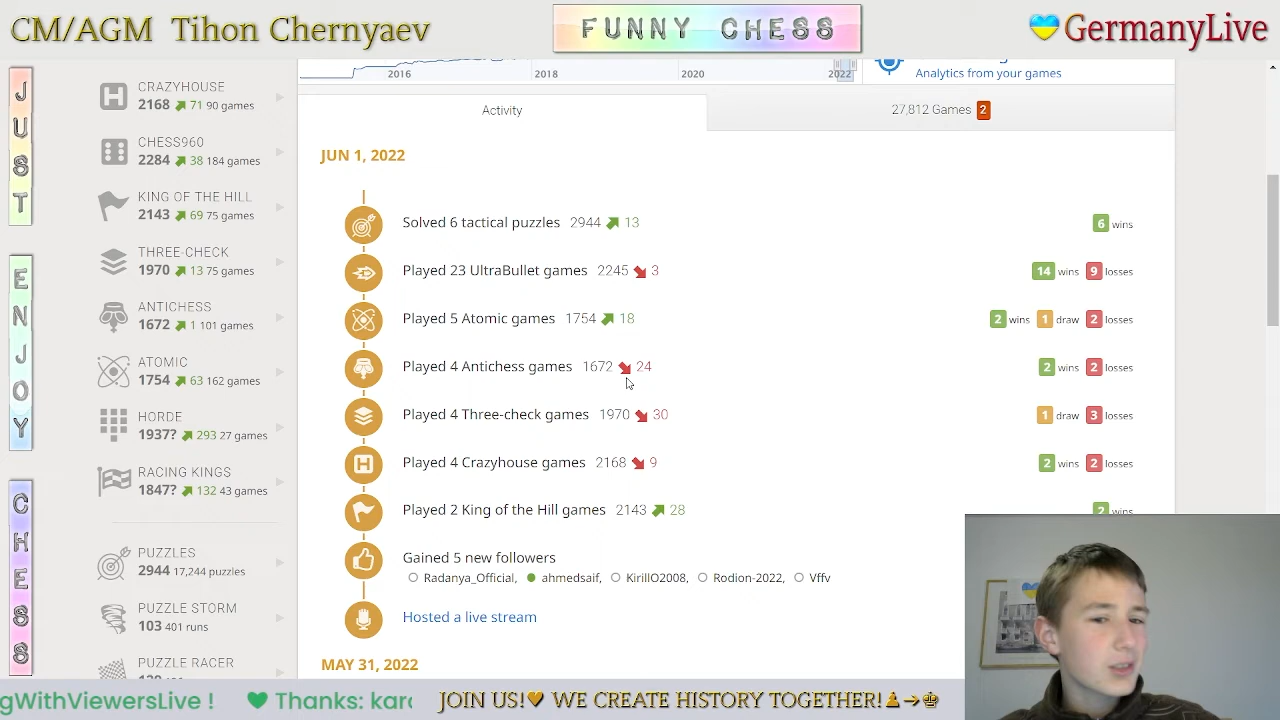 CM/AGM Tihon Chernyaev
FUNNY CHESS
GermanyLive
JUST
ENJOY
CHESS
CRAZYHOUSE
2168 71 90 games
CHESS960
2284 38 184 games
KING OF THE HILL
2143 69 75 games
THREE-CHECK
1970 13 75 games
ANTICHESS
1672 1 101 games
ATOMIC
1754 63 162 games
HORDE
1937? 293 27 games
RACING KINGS
1847? 132 43 games
PUZZLES
2944 17,244 puzzles
PUZZLE STORM
103 401 runs
PUZZLE RACER
2016 2018 2020 2022
Analytics from your games
Activity
27,812 Games 2
JUN 1, 2022
Solved 6 tactical puzzles 2944 13 6 wins
Played 23 UltraBullet games 2245 3 14 wins 9 losses
Played 5 Atomic games 1754 18 2 wins 1 draw 2 losses
Played 4 Antichess games 1672 24 2 wins 2 losses
Played 4 Three-check games 1970 30 1 draw 3 losses
Played 4 Crazyhouse games 2168 9 2 wins 2 losses
Played 2 King of the Hill games 2143 28 2 wins
Gained 5 new followers
Radanya_Official, ahmedsaif, KirillO2008, Rodion-2022, Vffv
Hosted a live stream
MAY 31, 2022
gWithViewersLive ! Thanks: kara
JOIN US! WE CREATE HISTORY TOGETHER!